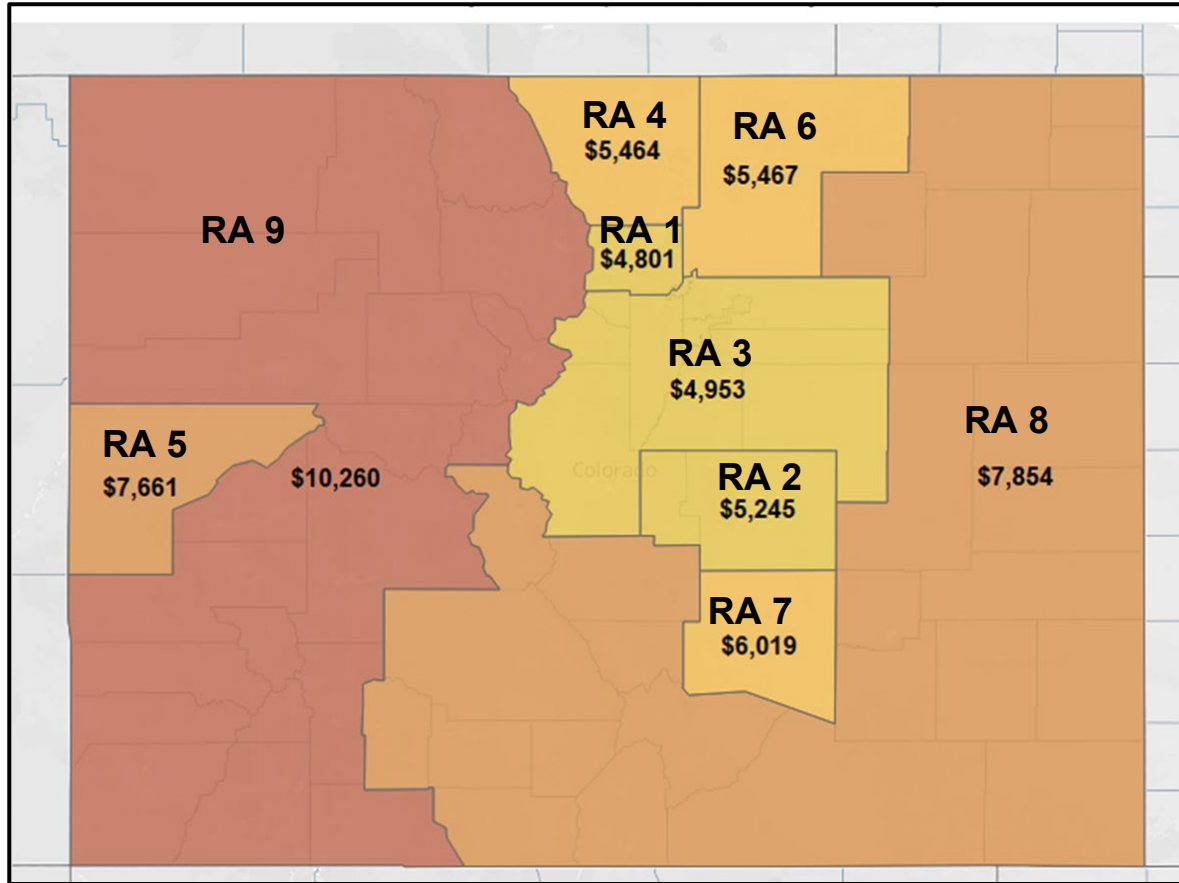 RA 4
$5,464
RA 6
$5,467
RA 9
RA 1
$4,801
RA 3
$4,953
RA 8
$7,854
RA 5
$7,661
$10,260
Colorado
RA 2
$5,245
RA 7
$6,019